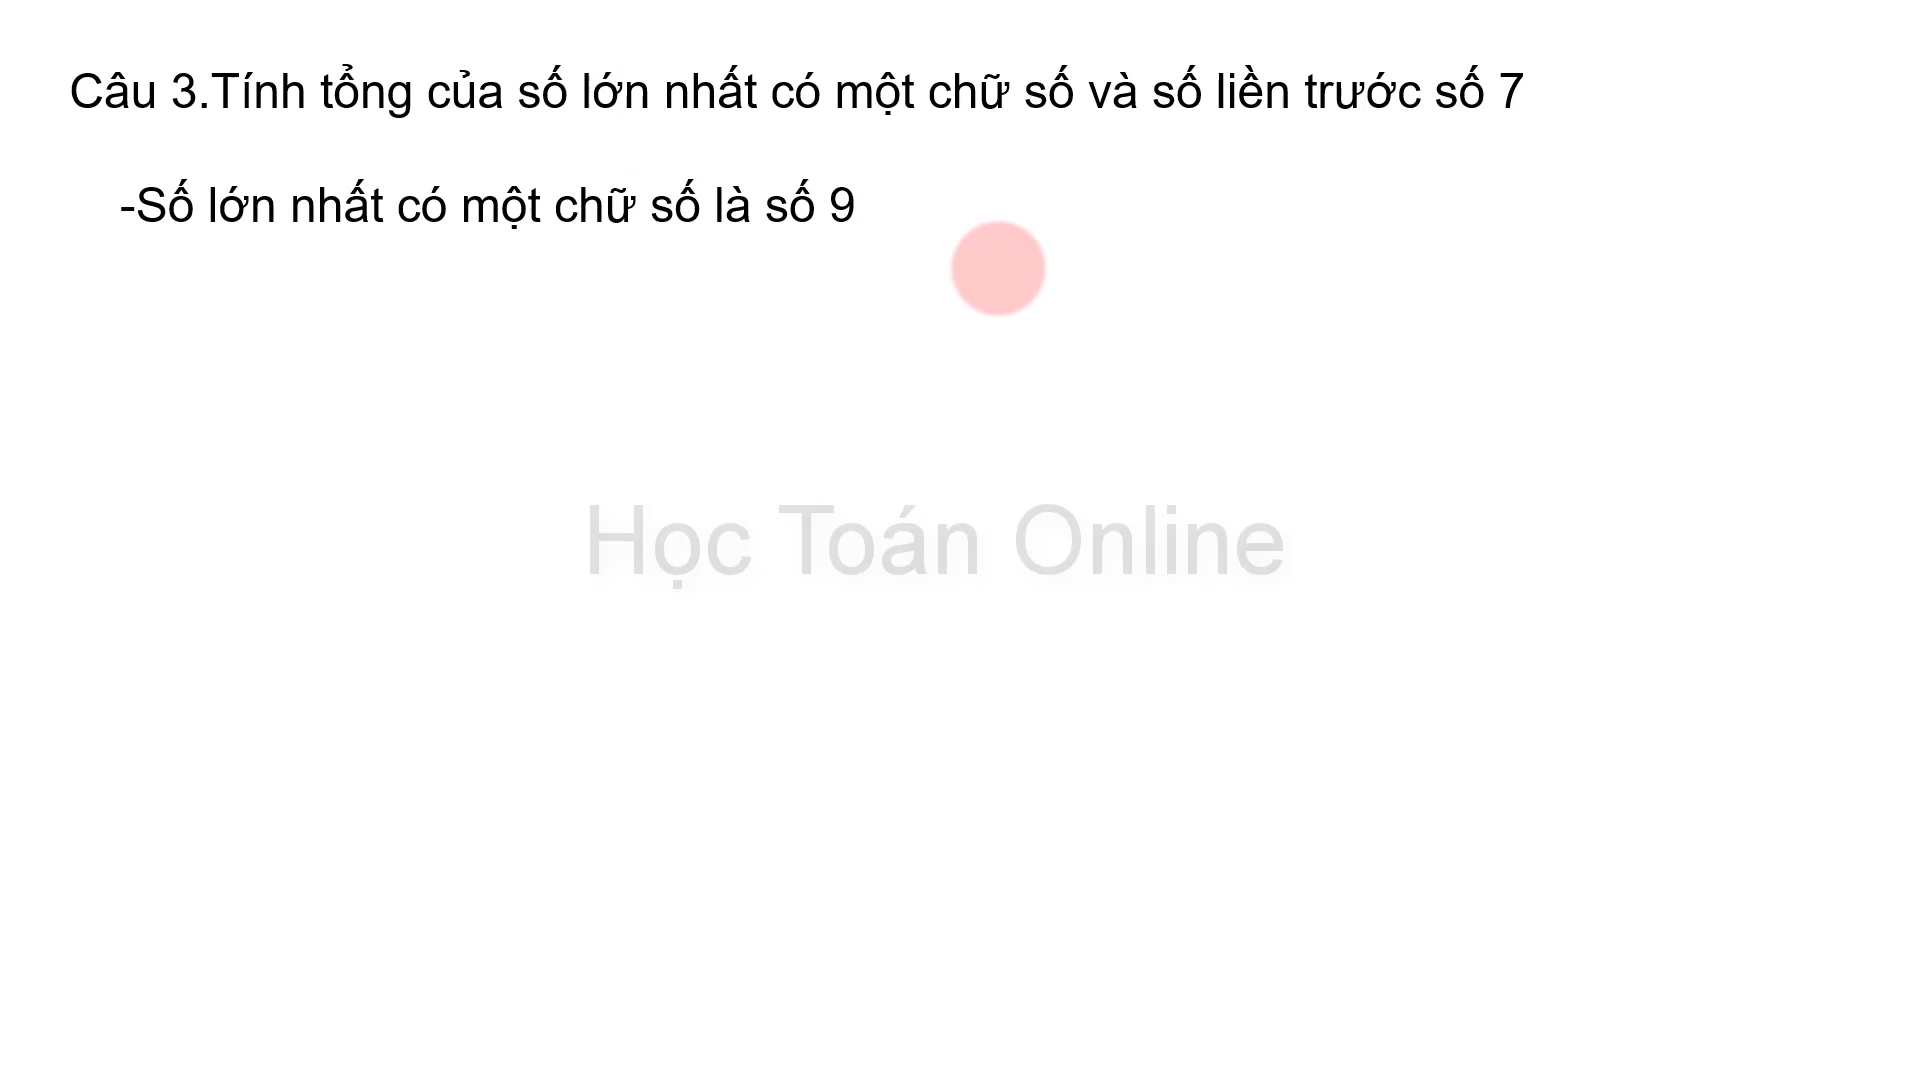 Câu 3.Tính tổng của số lớn nhất có một chữ số và số liền trước số 7
-Số lớn nhất có một chữ số là số 9
Học Toán Online